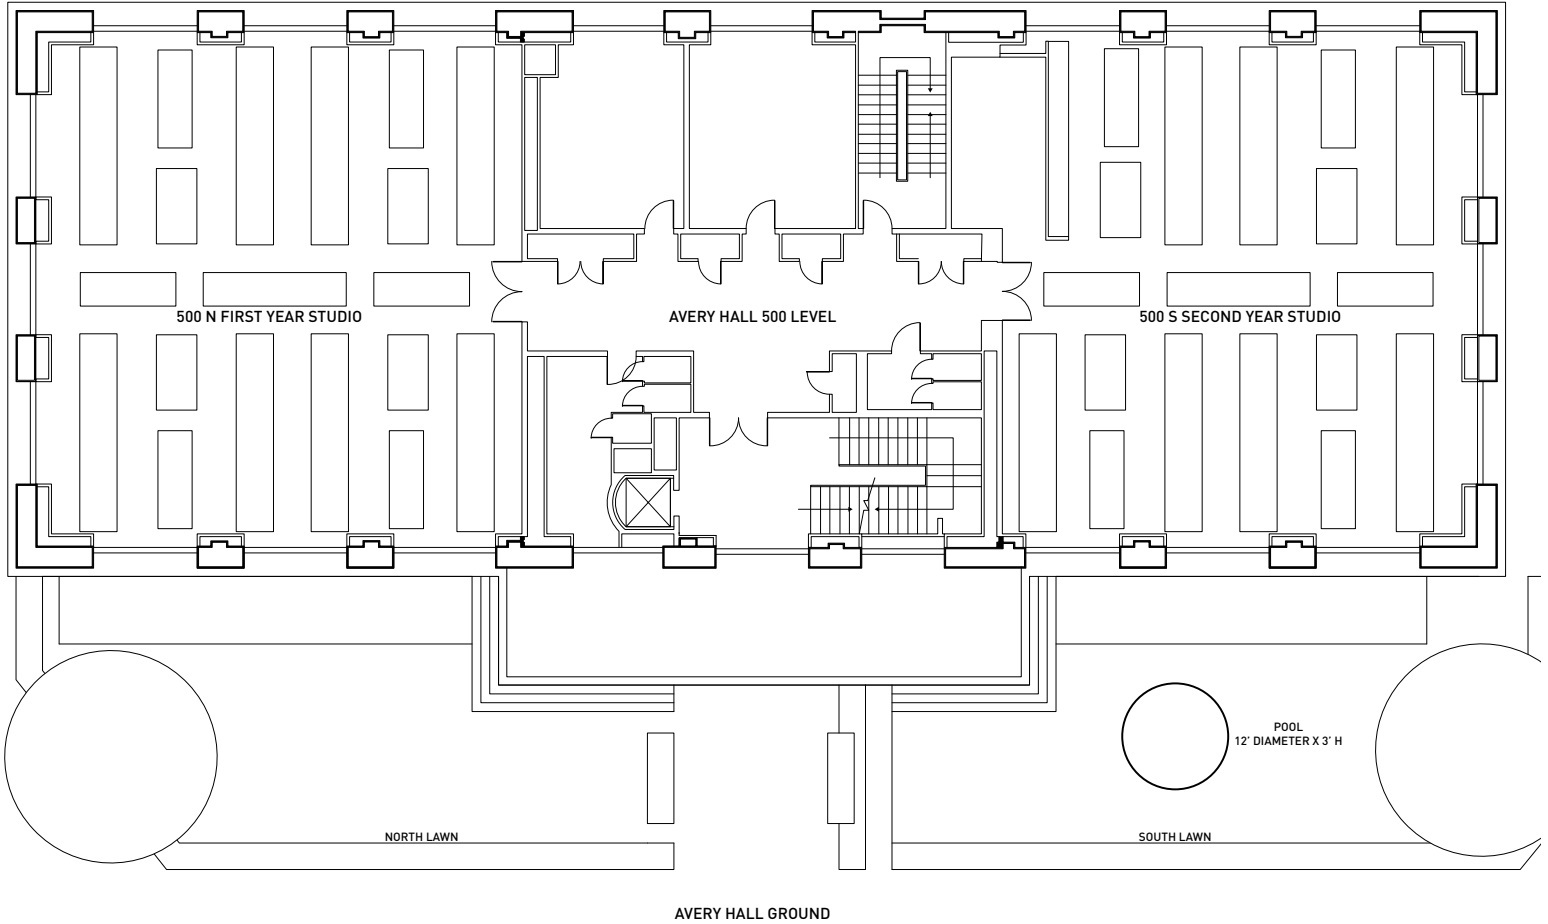 500 N FIRST YEAR STUDIO
AVERY HALL 500 LEVEL
500 S SECOND YEAR STUDIO
POOL
12' DIAMETER X 3' H
NORTH LAWN
SOUTH LAWN
AVERY HALL GROUND